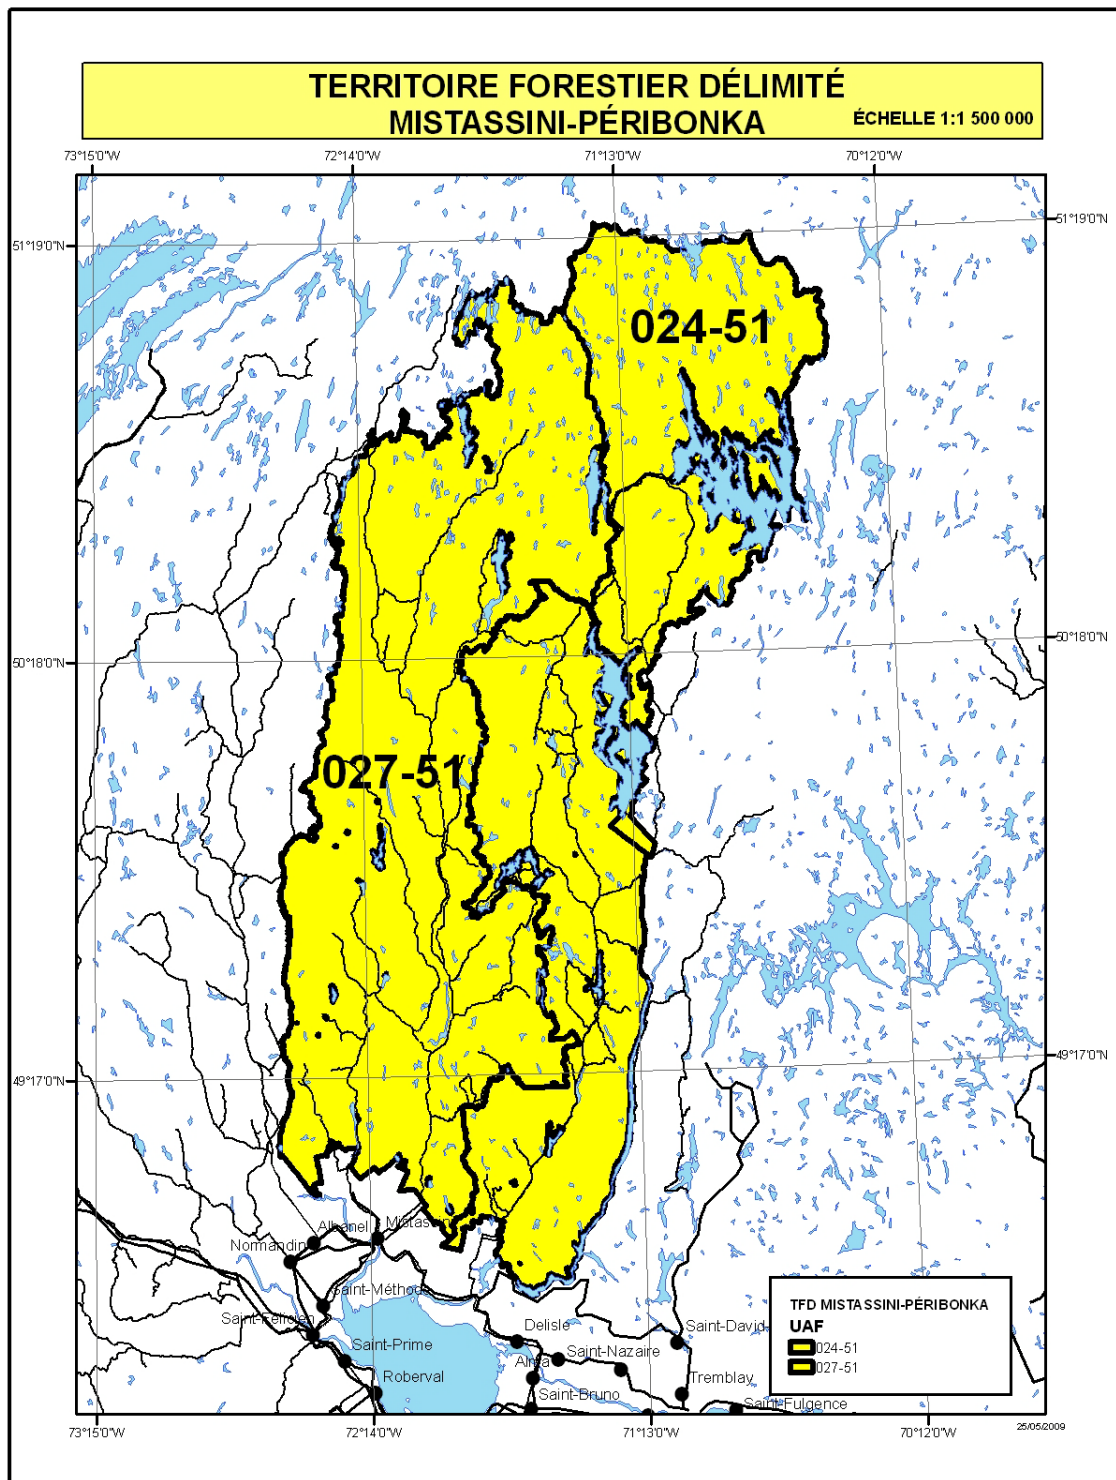 TERRITOIRE FORESTIER DÉLIMITÉ
MISTASSINI-PÉRIBONKA
ÉCHELLE 1:1 500 000
73°15'0"W
72°14'0"W
71°13'0"W
70°12'0"W
51°19'0"N
51°19'0"N
024-51
50°18'0"N
50°18'0"N
027-51
49°17'0"N
49°17'0"N
Albanel
Mistassini
Normandin
Saint-Méthode
Saint-Félicien
Saint-Prime
Roberval
Delisle
Saint-Nazaire
Alma
Saint-Bruno
Saint-David
Tremblay
Saint-Fulgence
TFD MISTASSINI-PÉRIBONKA
UAF
024-51
027-51
73°15'0"W
72°14'0"W
71°13'0"W
70°12'0"W
25/05/2009